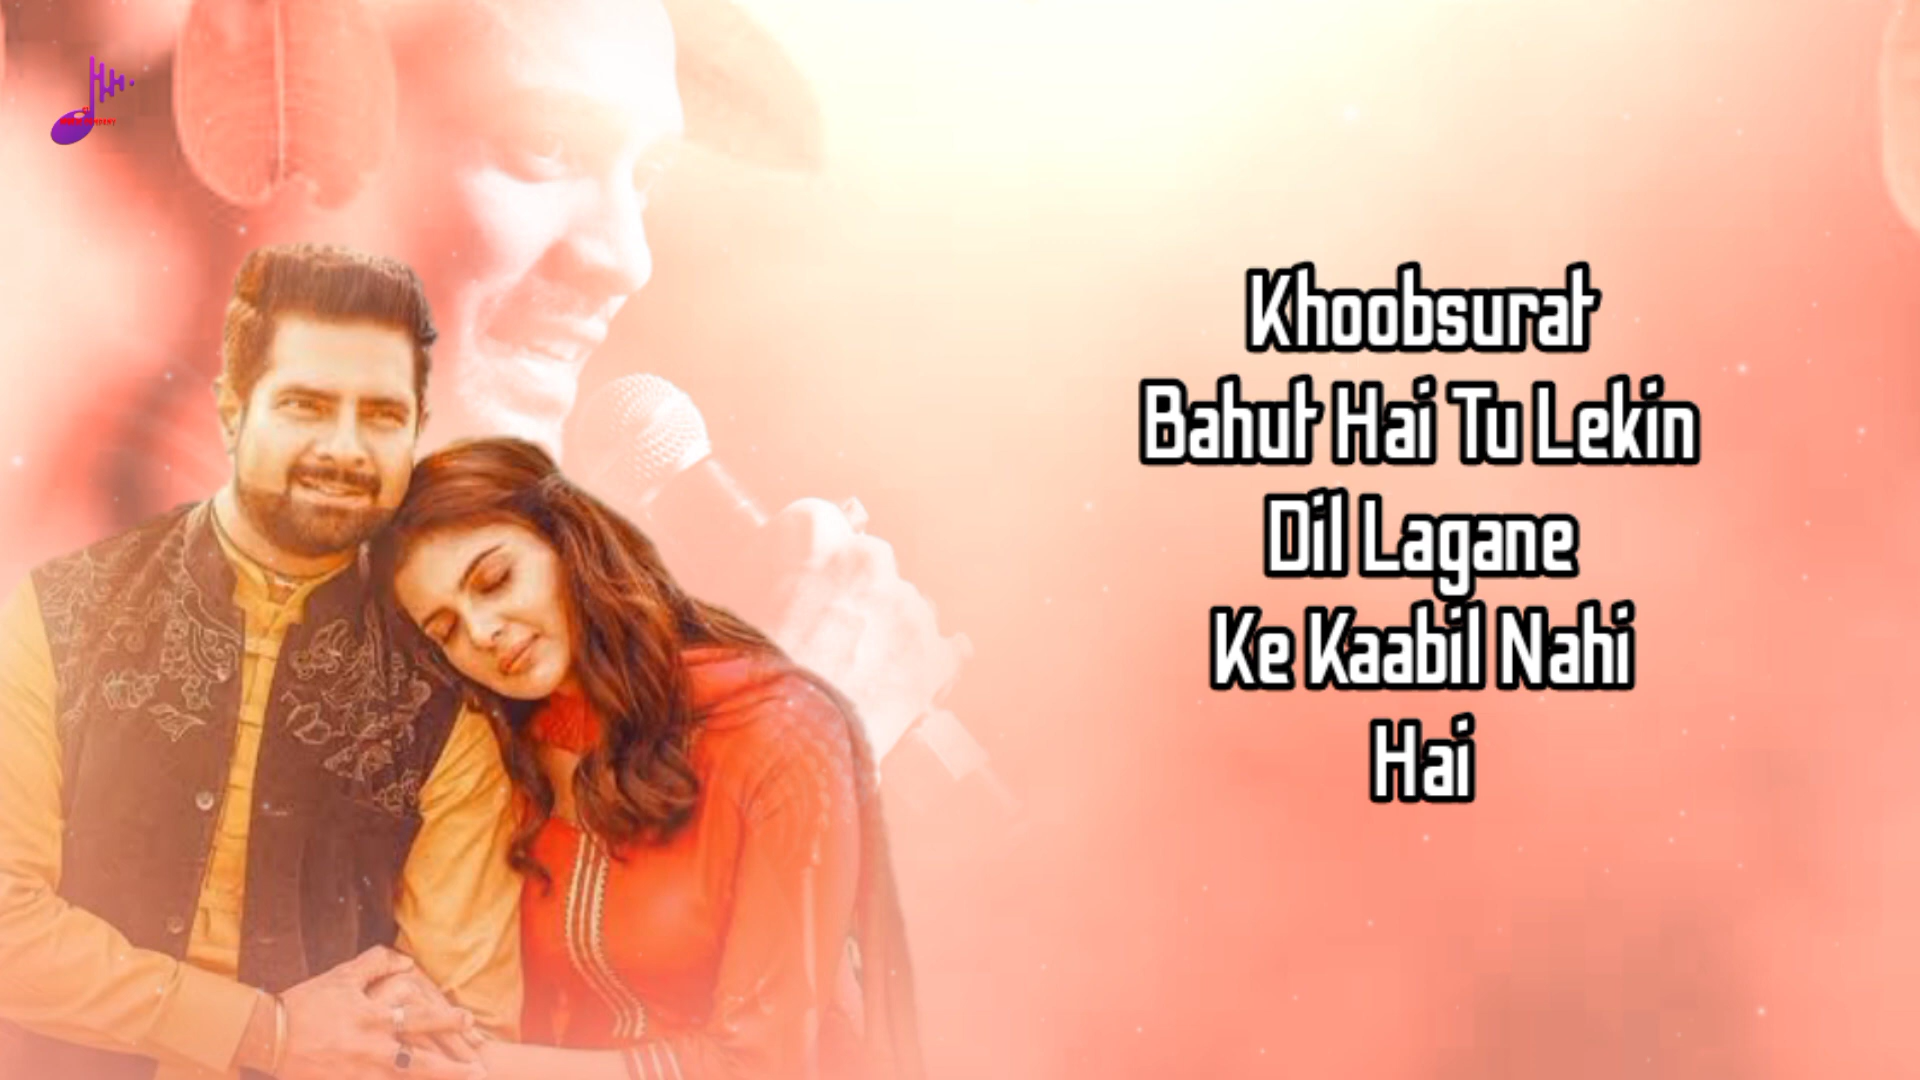 Khoobsurat
Bahut Hai Tu Lekin
Dil Lagane
Ke Kaabil Nahi
Hai